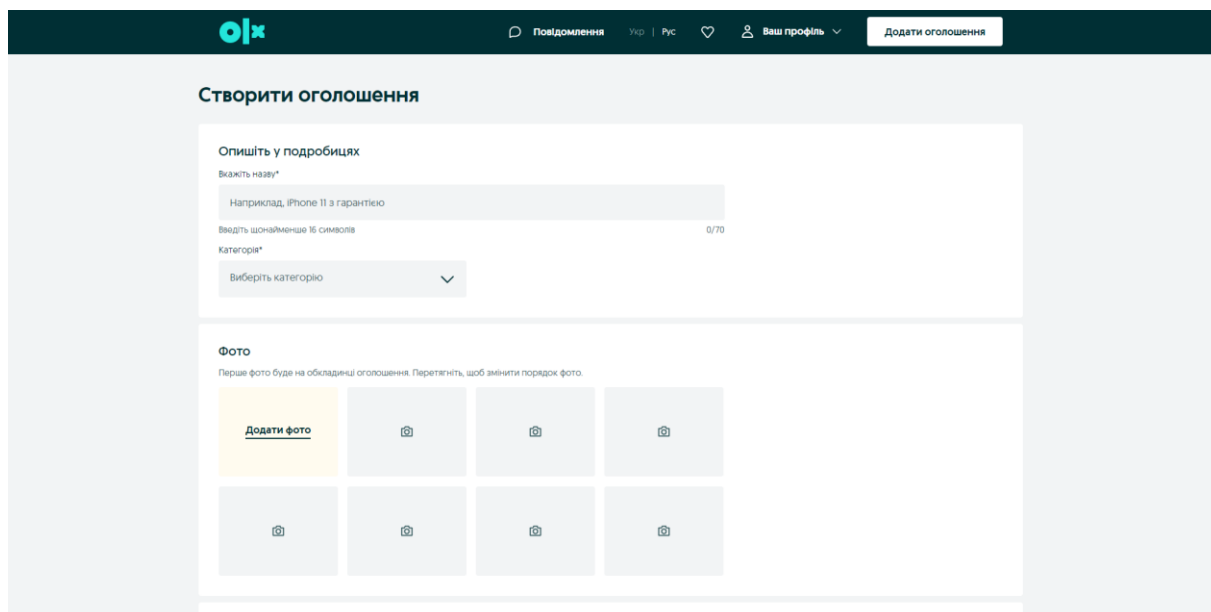 olx
Повідомлення Укр | Рус Ваш профіль Додати оголошення
Створити оголошення
Опишіть у подробицях
Вкажіть назву*
Наприклад, iPhone 11 з гарантією
Введіть щонайменше 16 символів 0/70
Категорія*
Виберіть категорію
Фото
Перше фото буде на обкладинці оголошення. Перетягніть, щоб змінити порядок фото.
Додати фото